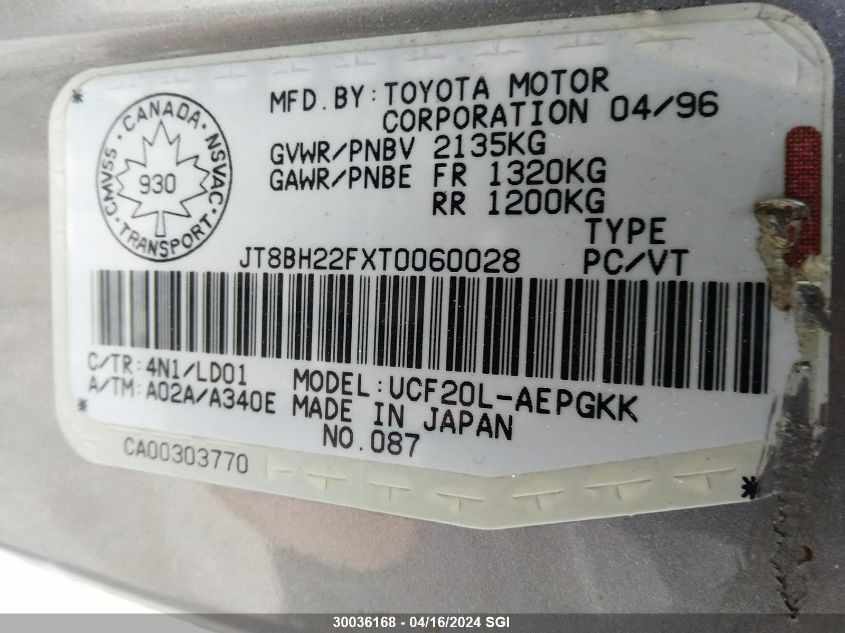 MFD. BY: TOYOTA MOTOR
CORPORATION 04/96
GVWR/PNBV 2135KG
GAWR/PNBE FR 1320KG
RR 1200KG
TYPE
JT8BH22FXT0060028 PC/VT
CANADA
CMVSS · NSVAC
930
TRANSPORT
C/TR: 4N1/LD01
A/TM: A02A/A340E
MODEL: UCF20L-AEPGKK
MADE IN JAPAN
NO.087
CA00303770
30036168 - 04/16/2024 SGI